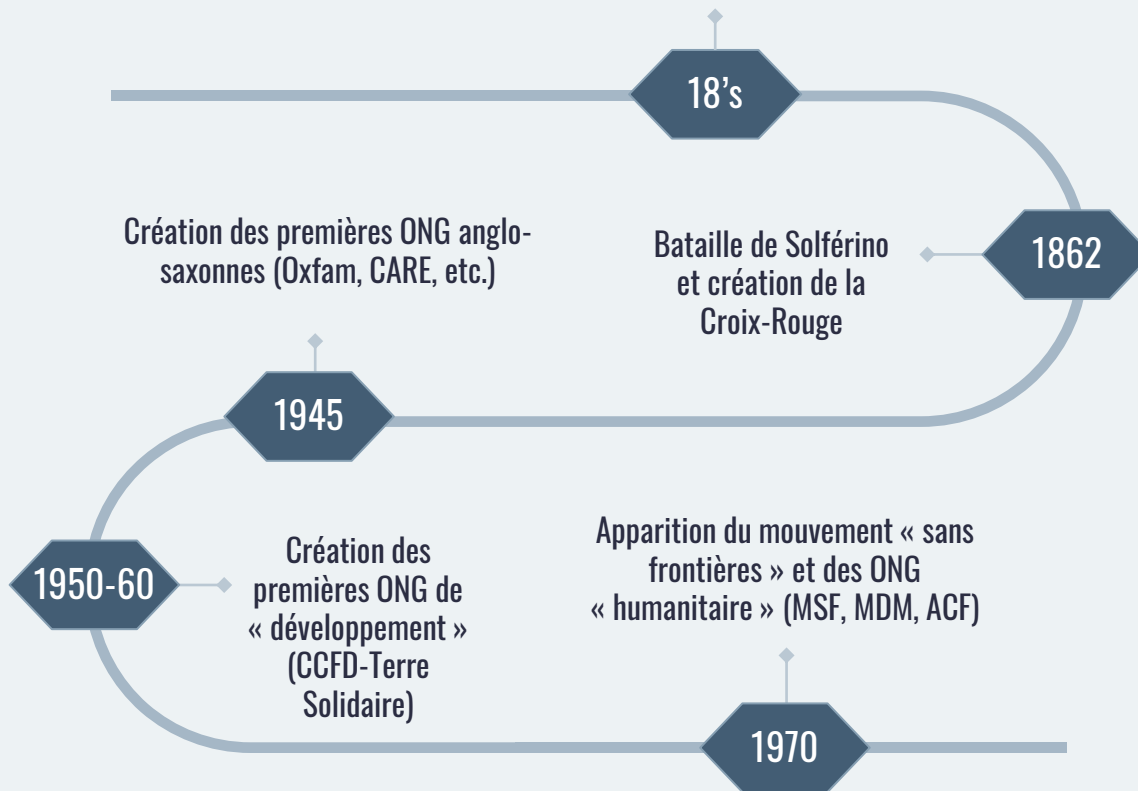 18’s
1862
Bataille de Solférino
et création de la
Croix-Rouge
Création des premières ONG anglo-
saxonnes (Oxfam, CARE, etc.)
1945
1950-60
Création des
premières ONG de
« développement »
(CCFD-Terre
Solidaire)
Apparition du mouvement « sans
frontières » et des ONG
« humanitaire » (MSF, MDM, ACF)
1970